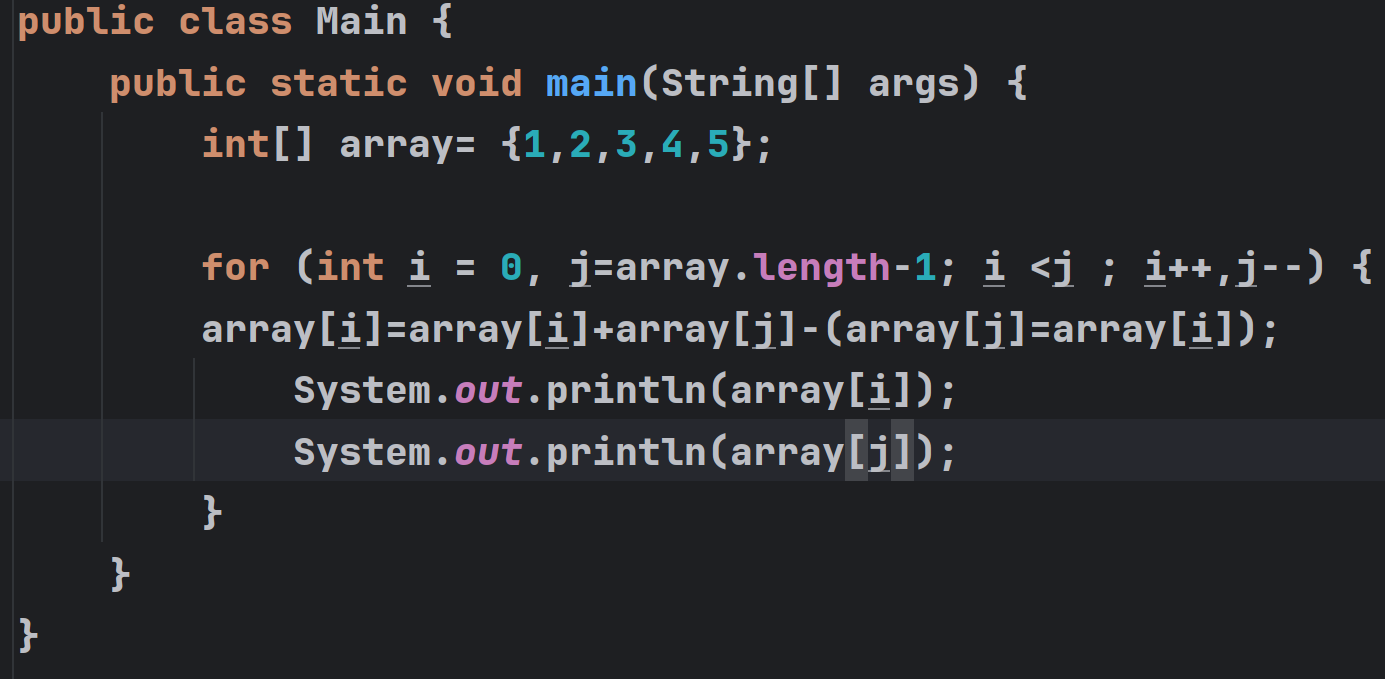 public class Main {
    public static void main(String[] args) {
        int[] array= {1,2,3,4,5};

        for (int i = 0, j=array.length-1; i <j ; i++,j--) {
        array[i]=array[i]+array[j]-(array[j]=array[i]);
            System.out.println(array[i]);
            System.out.println(array[j]);
        }
    }
}